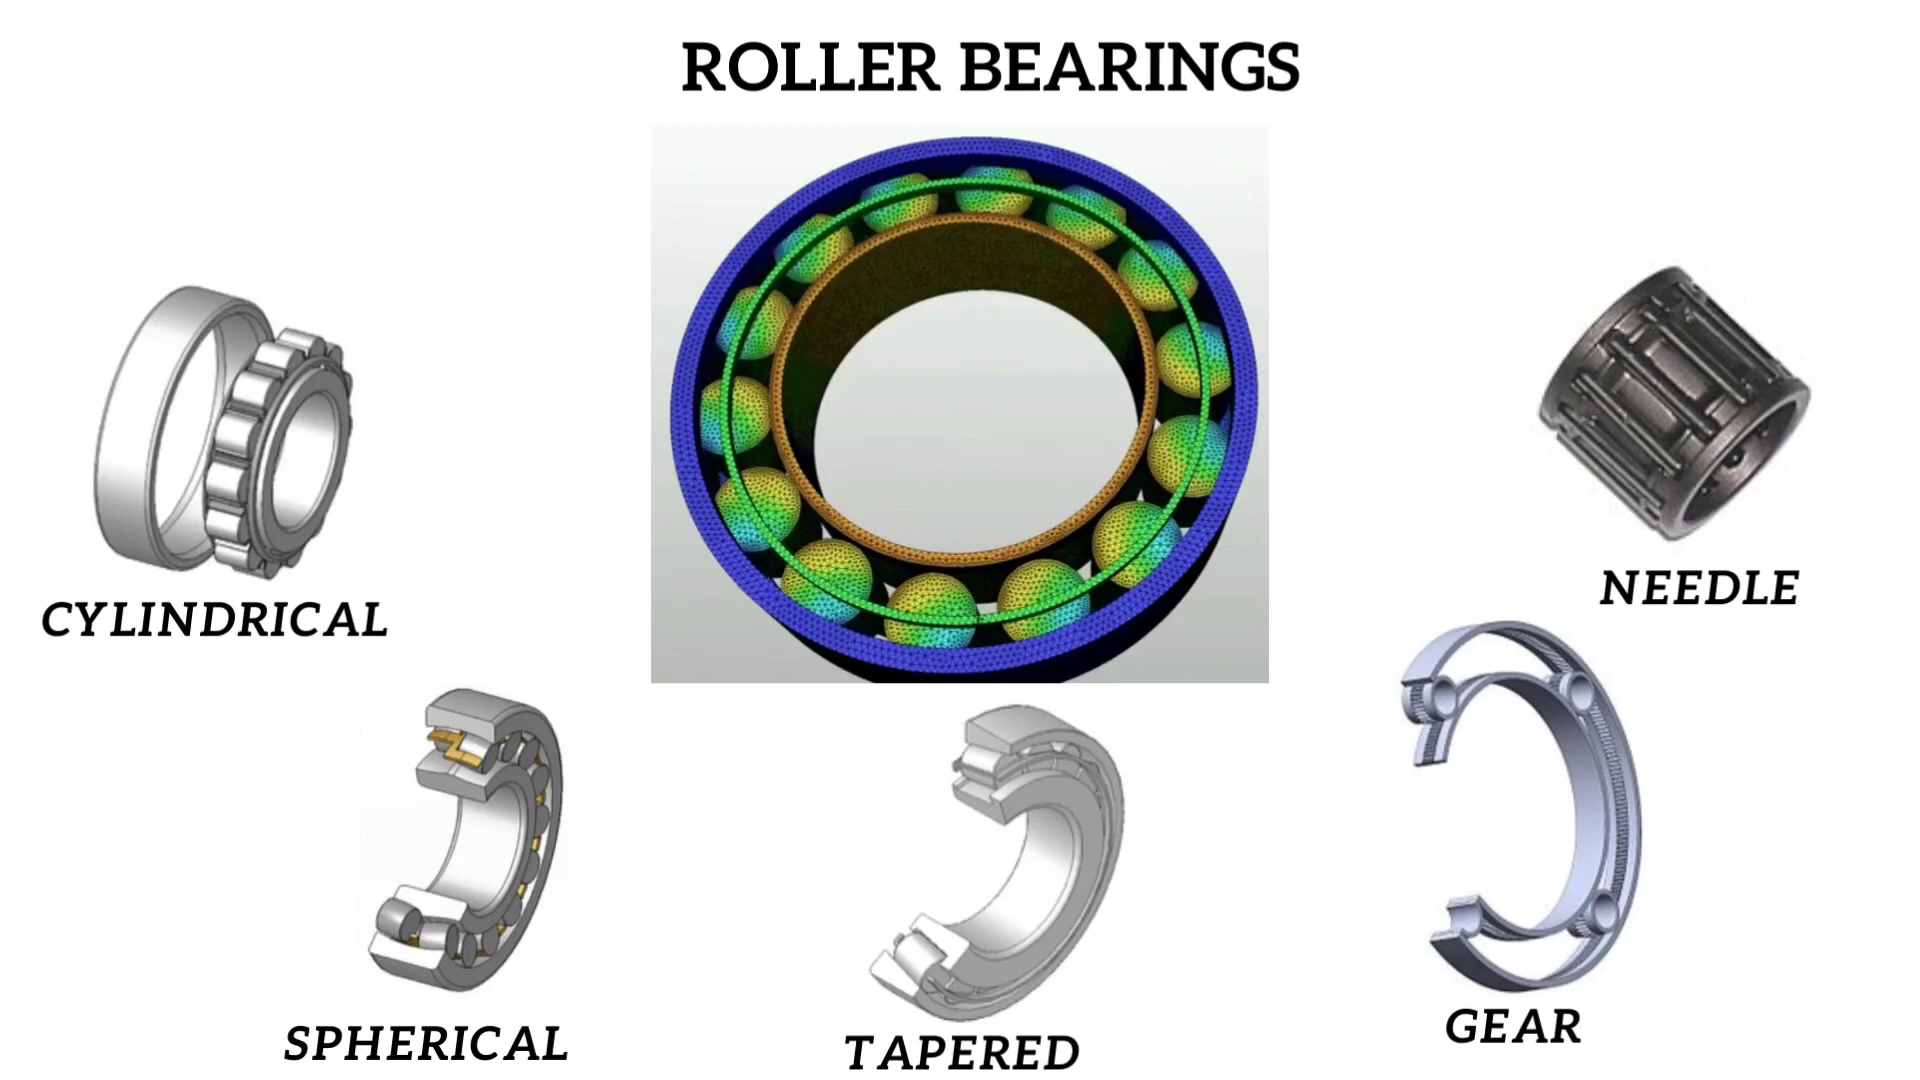 ROLLER BEARINGS
CYLINDRICAL
NEEDLE
SPHERICAL
TAPERED
GEAR